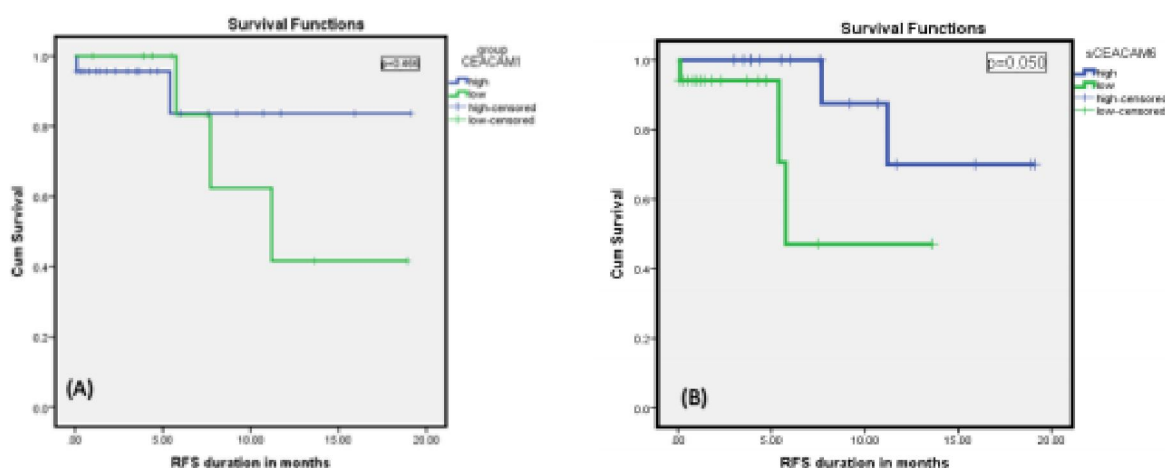 Survival Functions
group
CEACAM1
high
low
high-censored
low-censored
1.0
0.8
0.6
0.4
0.2
0.0
Cum Survival
(A)
.00
5.00
10.00
15.00
20.00
RFS duration in months
Survival Functions
sCEACAM6
high
low
high-censored
low-censored
p=0.050
1.0
0.8
0.6
0.4
0.2
0.0
Cum Survival
(B)
.00
5.00
10.00
15.00
20.00
RFS duration in months